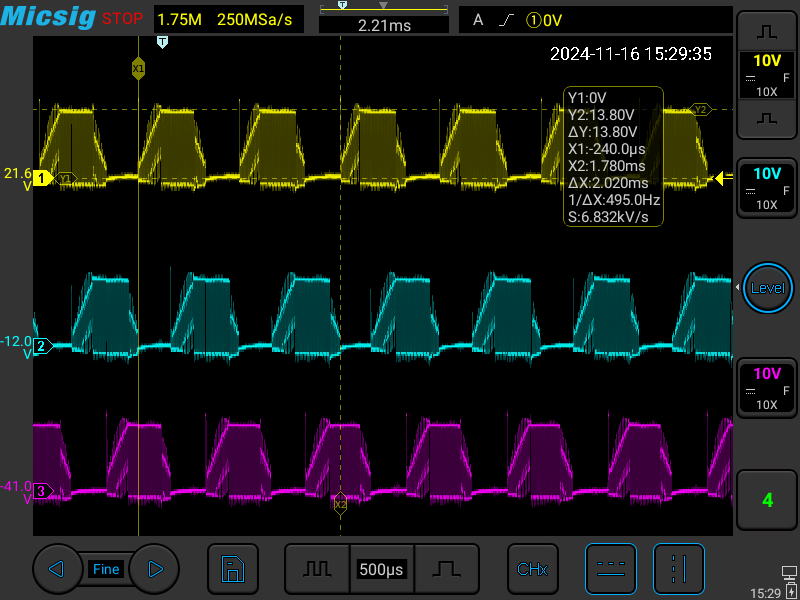 Micsig STOP 1.75M 250MSa/s 2.21ms A ①0V
T
T
2024-11-16 15:29:35
X1
10V
F
10X
Y1:0V
Y2:13.80V
ΔY:13.80V
X1:-240.0μs
X2:1.780ms
ΔX:2.020ms
1/ΔX:495.0Hz
S:6.832kV/s
Y2
21.6
V
1
Y1
10V
F
10X
Level
-12.0
V
2
10V
F
10X
-41.0
V
3
X2
4
Fine
500μs
CHx
15:29